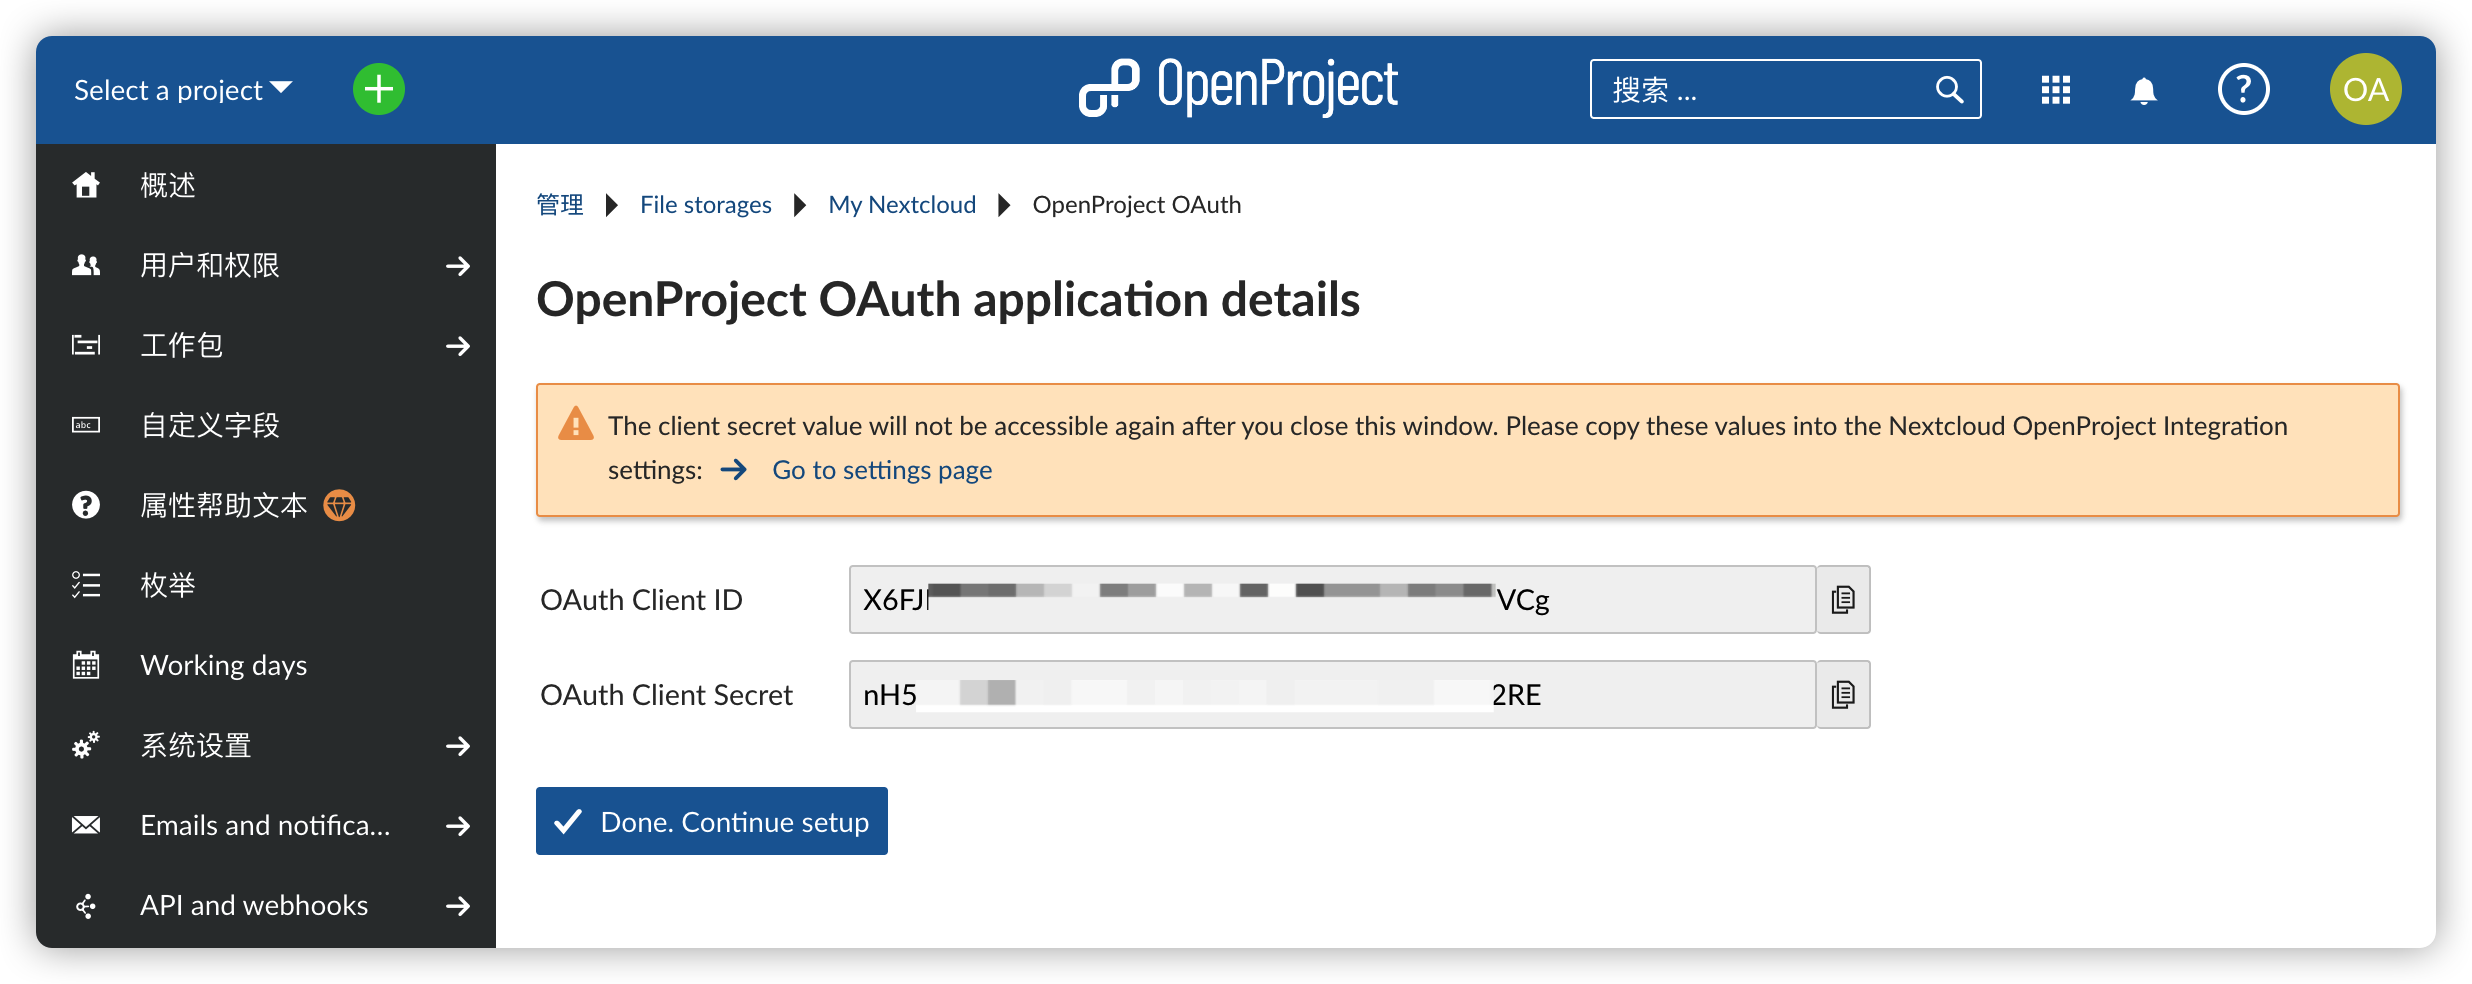 Select a project
OpenProject
搜索 ...
OA
概述
用户和权限
工作包
自定义字段
abc
属性帮助文本
枚举
Working days
系统设置
Emails and notifica...
API and webhooks
管理 File storages My Nextcloud OpenProject OAuth
OpenProject OAuth application details
The client secret value will not be accessible again after you close this window. Please copy these values into the Nextcloud OpenProject Integration
settings: Go to settings page
OAuth Client ID X6FJ VCg
OAuth Client Secret nH5 2RE
Done. Continue setup